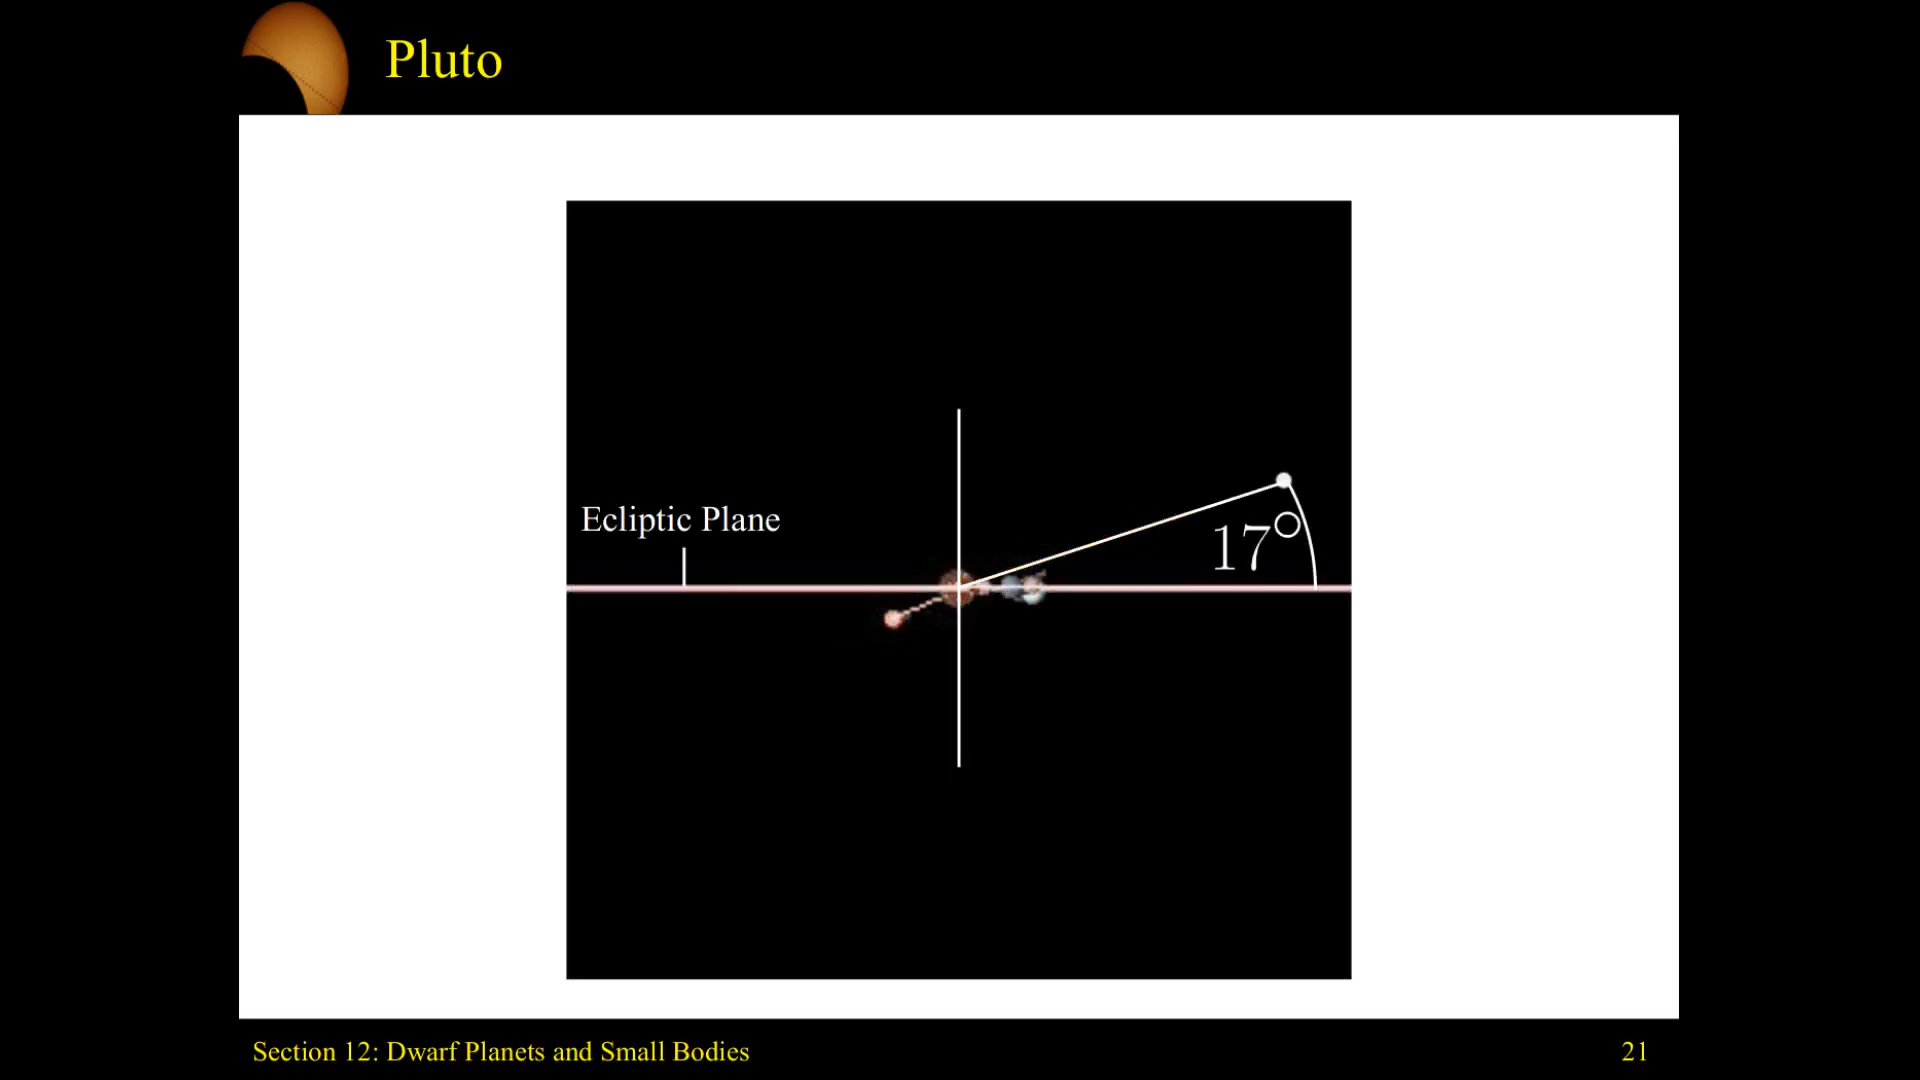 Pluto
Ecliptic Plane
17°
Section 12: Dwarf Planets and Small Bodies
21